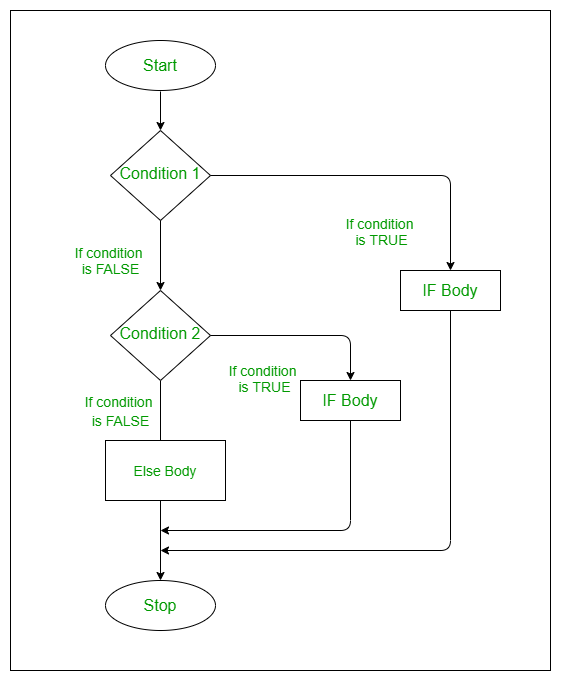 Start
Condition 1
If condition
is TRUE
If condition
is FALSE
IF Body
Condition 2
If condition
is TRUE
If condition
is FALSE
IF Body
Else Body
Stop